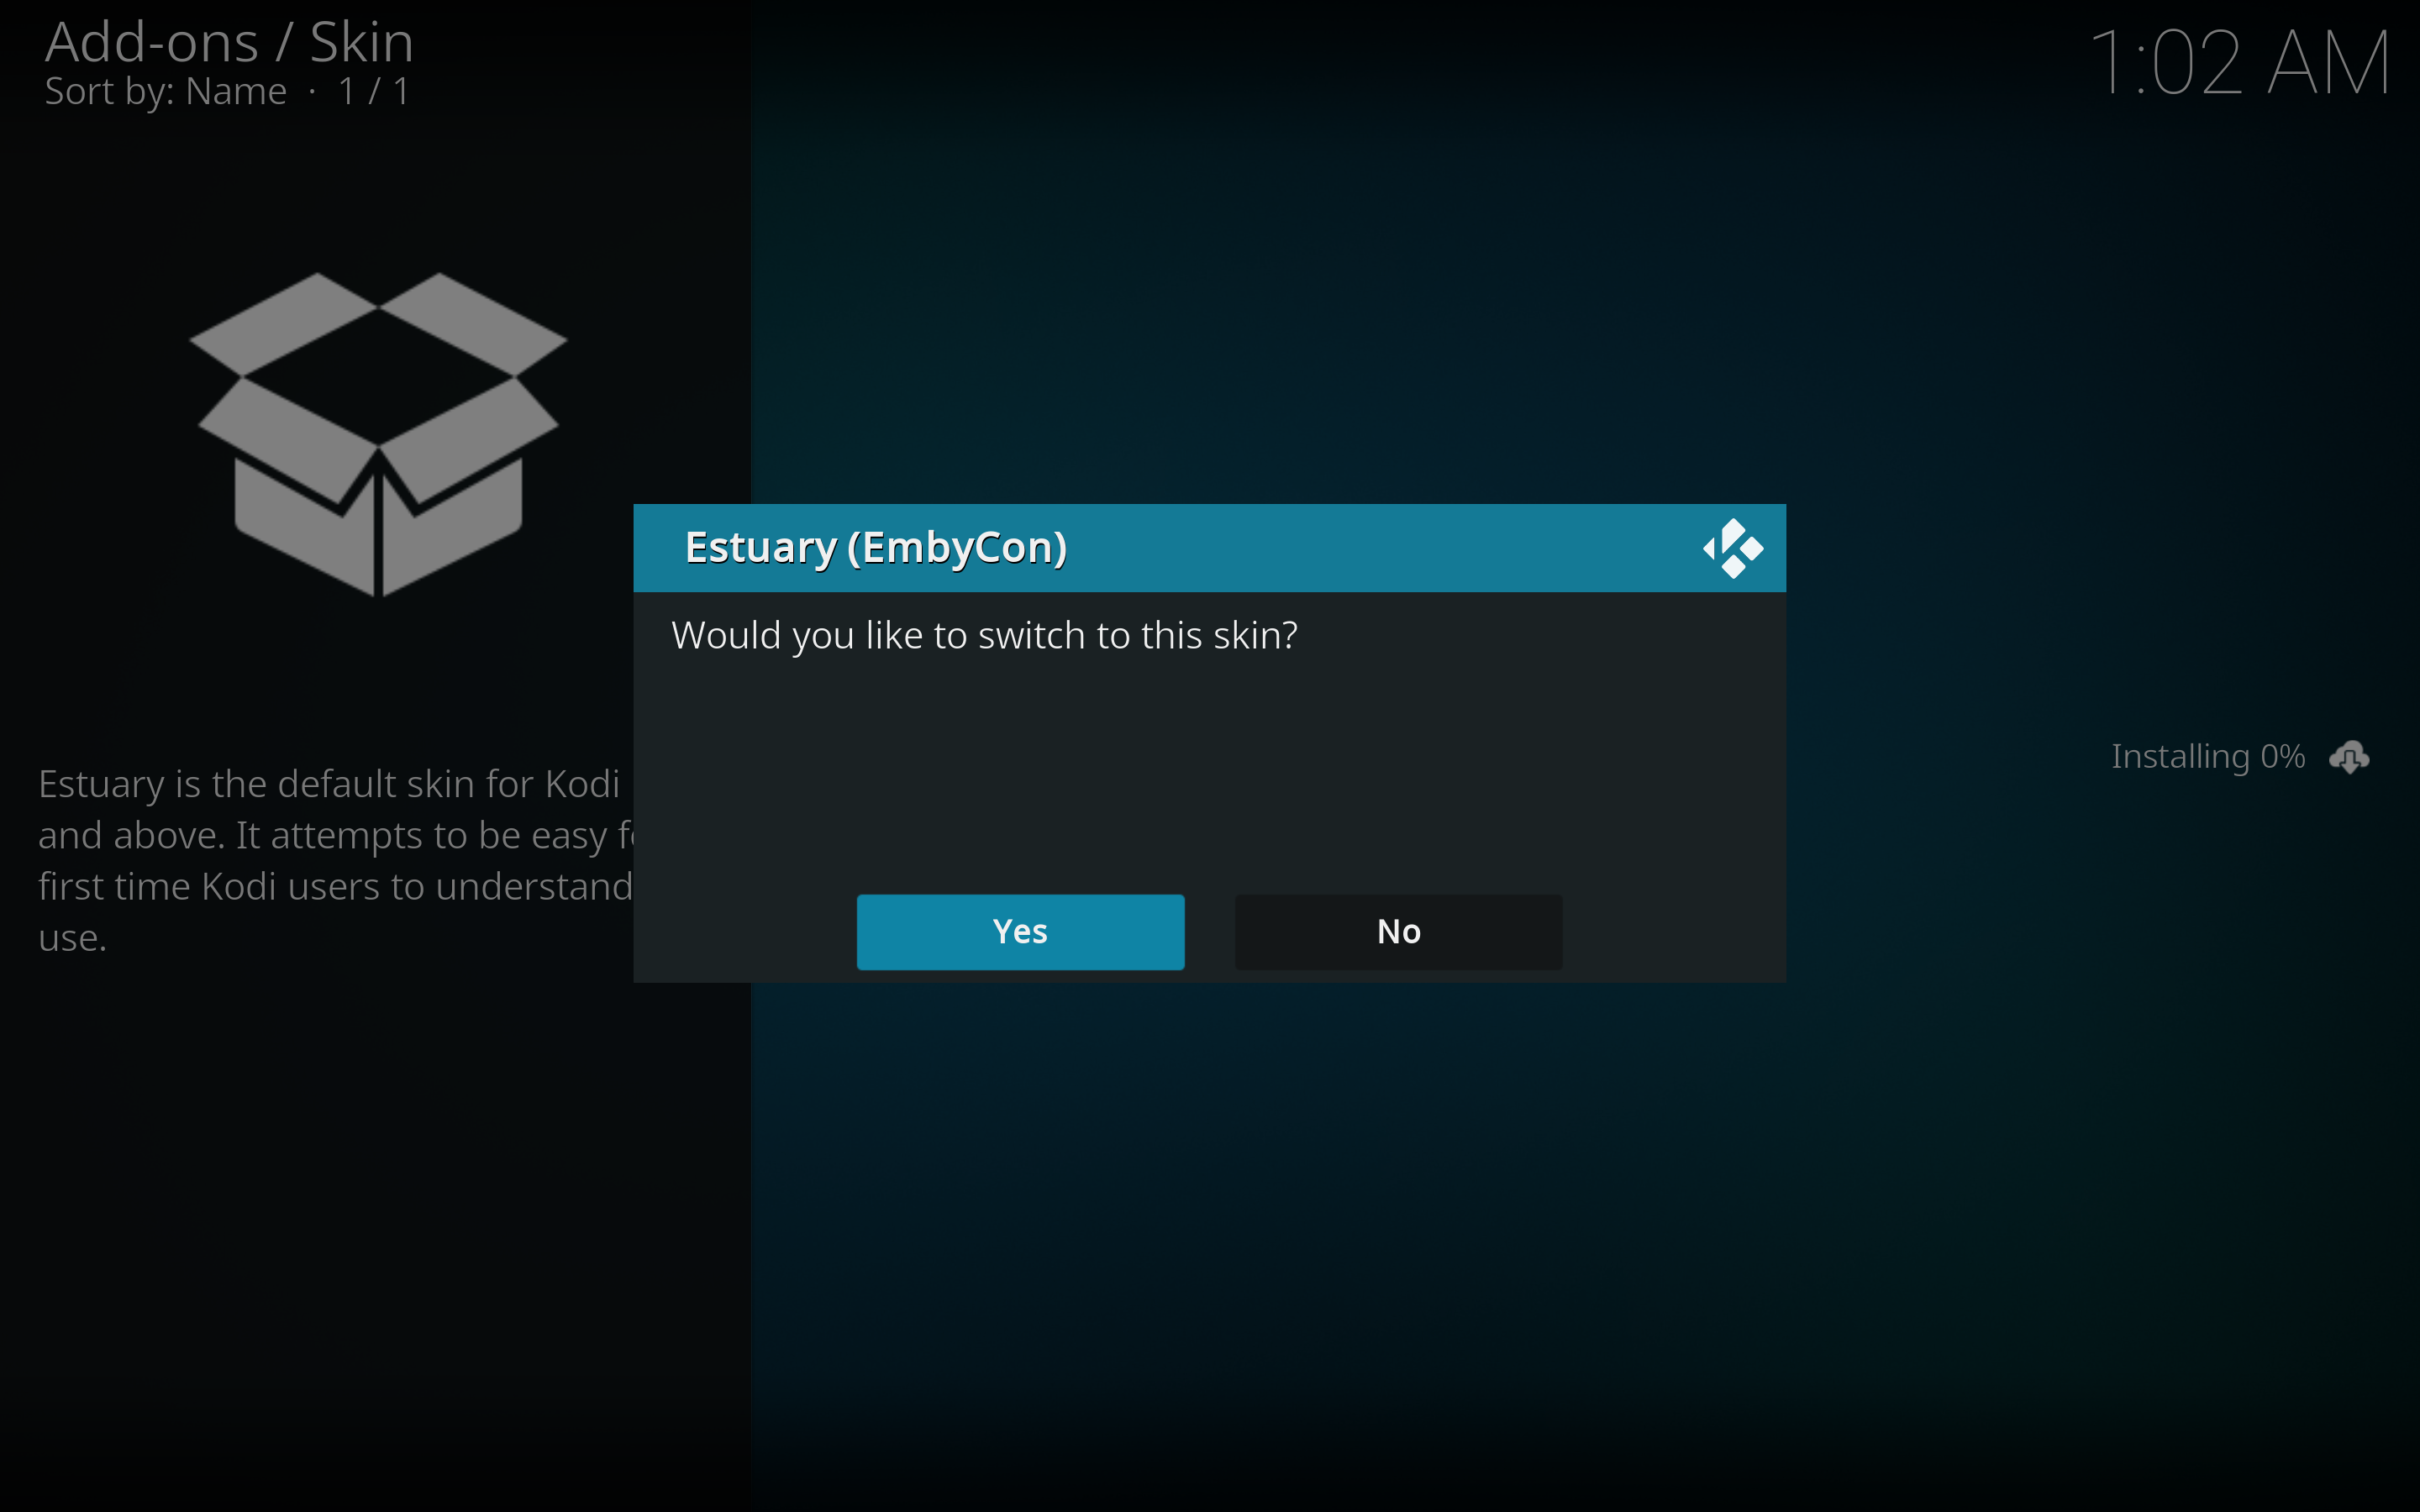 Add-ons / Skin
Sort by: Name · 1 / 1
1:02 AM
Estuary (EmbyCon)
Would you like to switch to this skin?
Yes
No
Installing 0%
Estuary is the default skin for Kodi
and above. It attempts to be easy
first time Kodi users to understand
use.